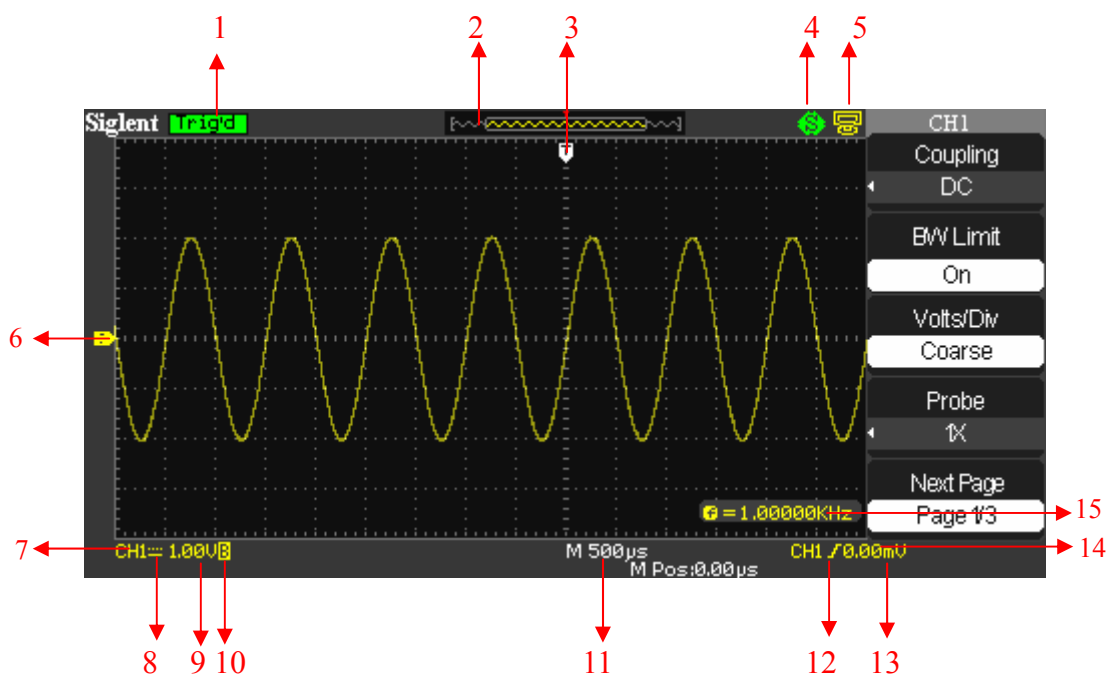 1 2 3 4 5
Siglent Trig'd T S CH1
Coupling
DC
BW Limit
On
Volts/Div
6
Coarse
Probe
1X
Next Page
f = 1.00000KHz Page 1/3 15
7 CH1 1.00V B M 500µs CH1 0.00mV 14
M Pos:0.00µs
8 9 10 11 12 13